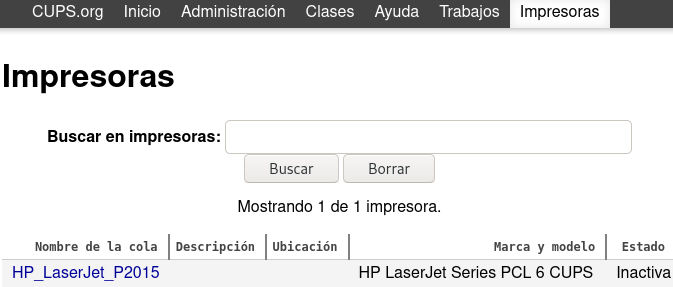 CUPS.org Inicio Administración Clases Ayuda Trabajos Impresoras
Impresoras
Buscar en impresoras:
Buscar Borrar
Mostrando 1 de 1 impresora.
Nombre de la cola Descripción Ubicación Marca y modelo Estado
HP_LaserJet_P2015 HP LaserJet Series PCL 6 CUPS Inactiva